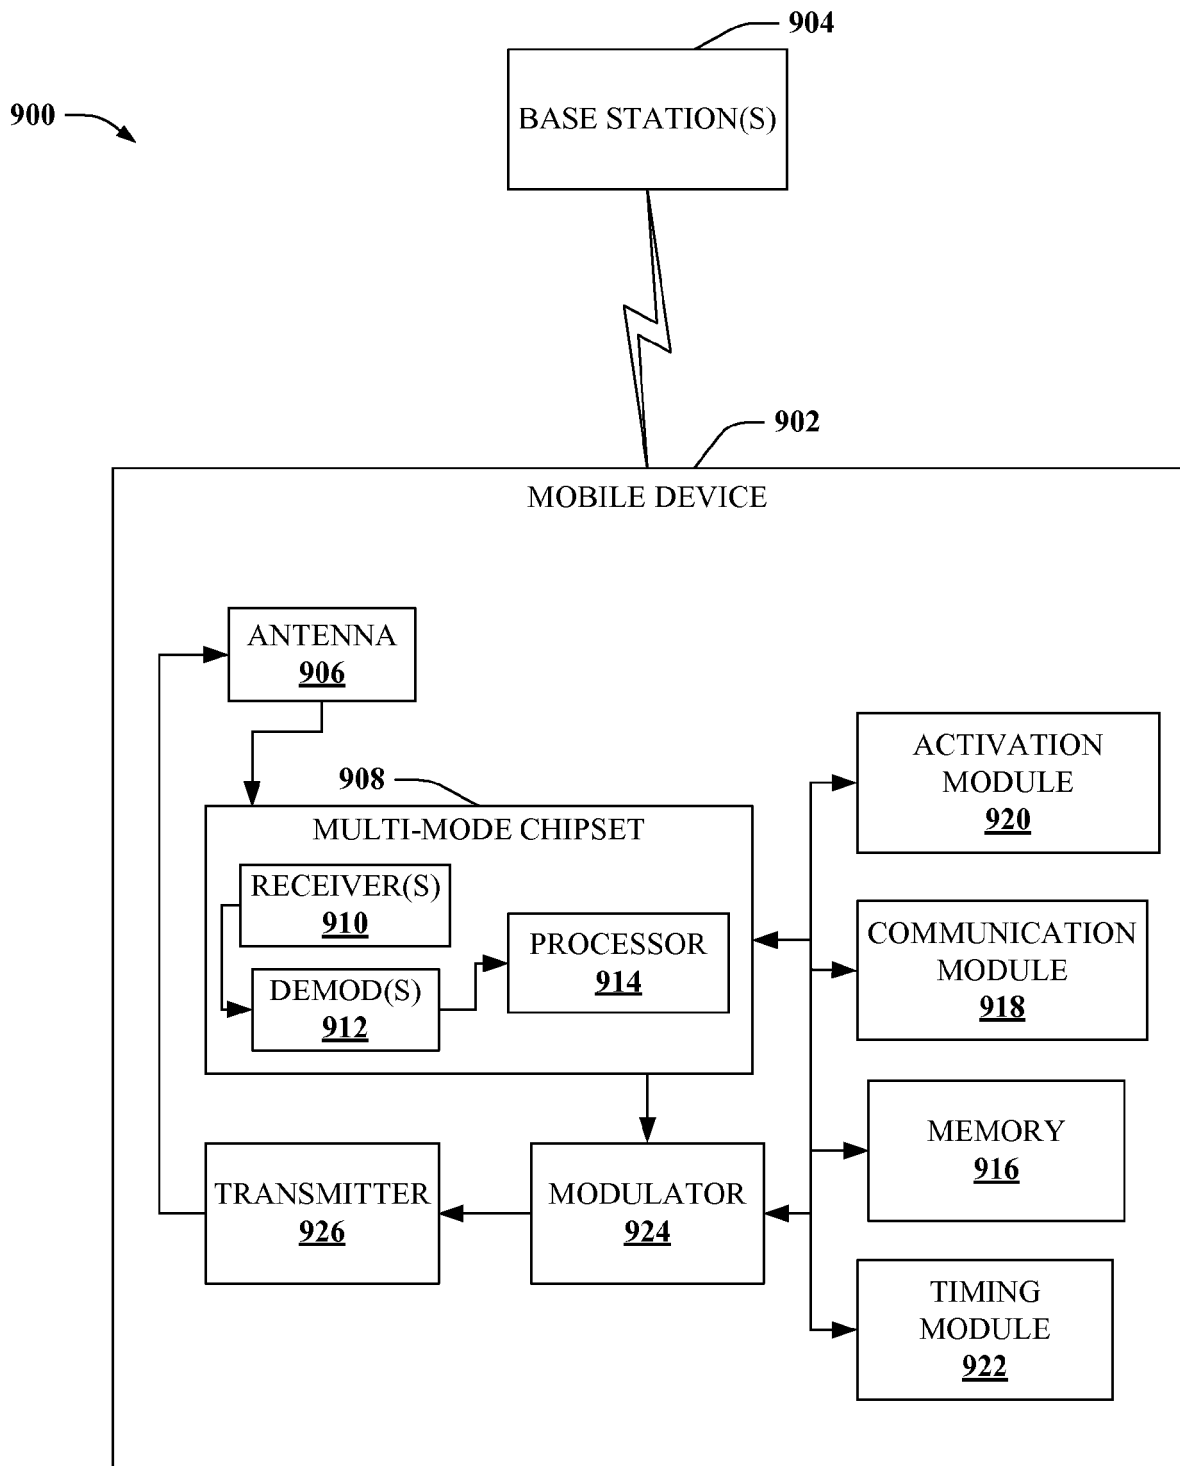 904
900
BASE STATION(S)
902
MOBILE DEVICE
ANTENNA
906
908
MULTI-MODE CHIPSET
RECEIVER(S)
910
DEMOD(S)
912
PROCESSOR
914
ACTIVATION
MODULE
920
COMMUNICATION
MODULE
918
MEMORY
916
TRANSMITTER
926
MODULATOR
924
TIMING
MODULE
922